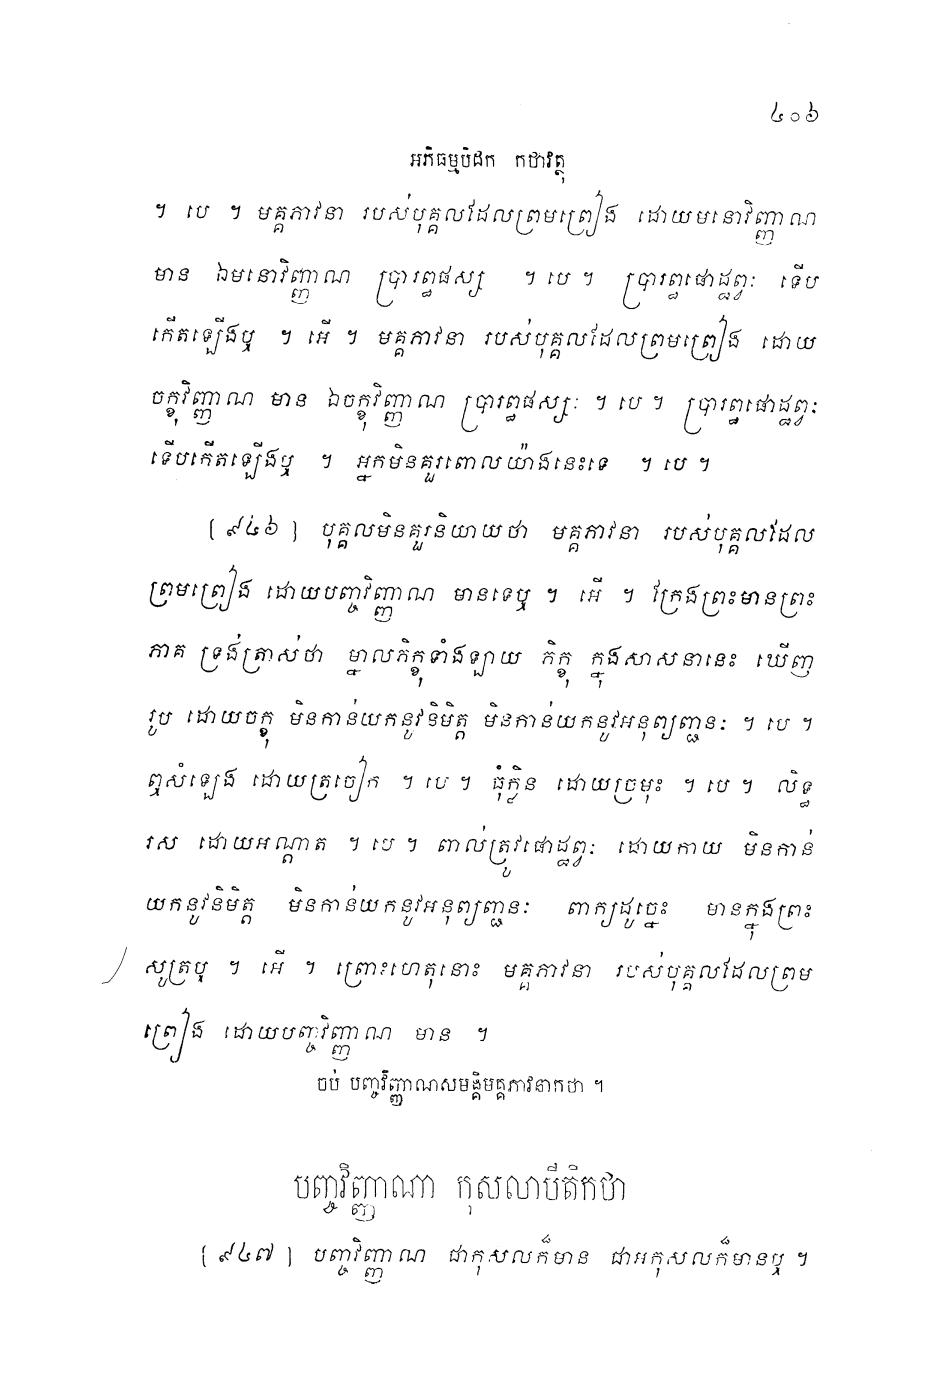 ៤០៦
អភិធម្មបិដក កថាវត្ថុ
។ បេ ។ មគ្គភាវនា របស់បុគ្គលដែលព្រមព្រៀង ដោយមនោវិញ្ញាណ
មាន ឯមនោវិញ្ញាណ ប្រារព្ធផស្ស ។ បេ ។ ប្រារព្ធផោដ្ឋព្វៈ ទើប
កើតឡើងឬ ។ អើ ។ មគ្គភាវនា របស់បុគ្គលដែលព្រមព្រៀង ដោយ
ចក្ខុវិញ្ញាណ មាន ឯចក្ខុវិញ្ញាណ ប្រារព្ធផស្សៈ ។ បេ ។ ប្រារព្ធផោដ្ឋព្វៈ
ទើបកើតឡើងឬ ។ អ្នកមិនគួរពោលយ៉ាងនេះទេ ។ បេ ។
[៩៤៦] បុគ្គលមិនគួរនិយាយថា មគ្គភាវនា របស់បុគ្គលដែល
ព្រមព្រៀង ដោយបញ្ចវិញ្ញាណ មានទេឬ ។ អើ ។ ក្រែងព្រះមានព្រះ
ភាគ ទ្រង់ត្រាស់ថា ម្នាលភិក្ខុទាំងឡាយ ភិក្ខុ ក្នុងសាសនានេះ ឃើញ
រូប ដោយចក្ខុ មិនកាន់យកនូវនិមិត្ត មិនកាន់យកនូវអនុព្យញ្ជនៈ ។ បេ ។
ឮសំឡេង ដោយត្រចៀក ។ បេ ។ ធុំក្លិន ដោយច្រមុះ ។ បេ ។ លិទ្ធ
រស ដោយអណ្តាត ។ បេ ។ ពាល់ត្រូវផោដ្ឋព្វៈ ដោយកាយ មិនកាន់
យកនូវនិមិត្ត មិនកាន់យកនូវអនុព្យញ្ជនៈ ពាក្យដូច្នេះ មានក្នុងព្រះ
សូត្រឬ ។ អើ ។ ព្រោះហេតុនោះ មគ្គភាវនា របស់បុគ្គលដែលព្រម
ព្រៀង ដោយបញ្ចវិញ្ញាណ មាន ។
ចប់ បញ្ចវិញ្ញាណសមង្គិមគ្គភាវនាកថា ។
បញ្ចវិញ្ញាណា កុសលាបីតិកថា
[៩៤៧] បញ្ចវិញ្ញាណ ជាកុសលក៏មាន ជាអកុសលក៏មានឬ ។